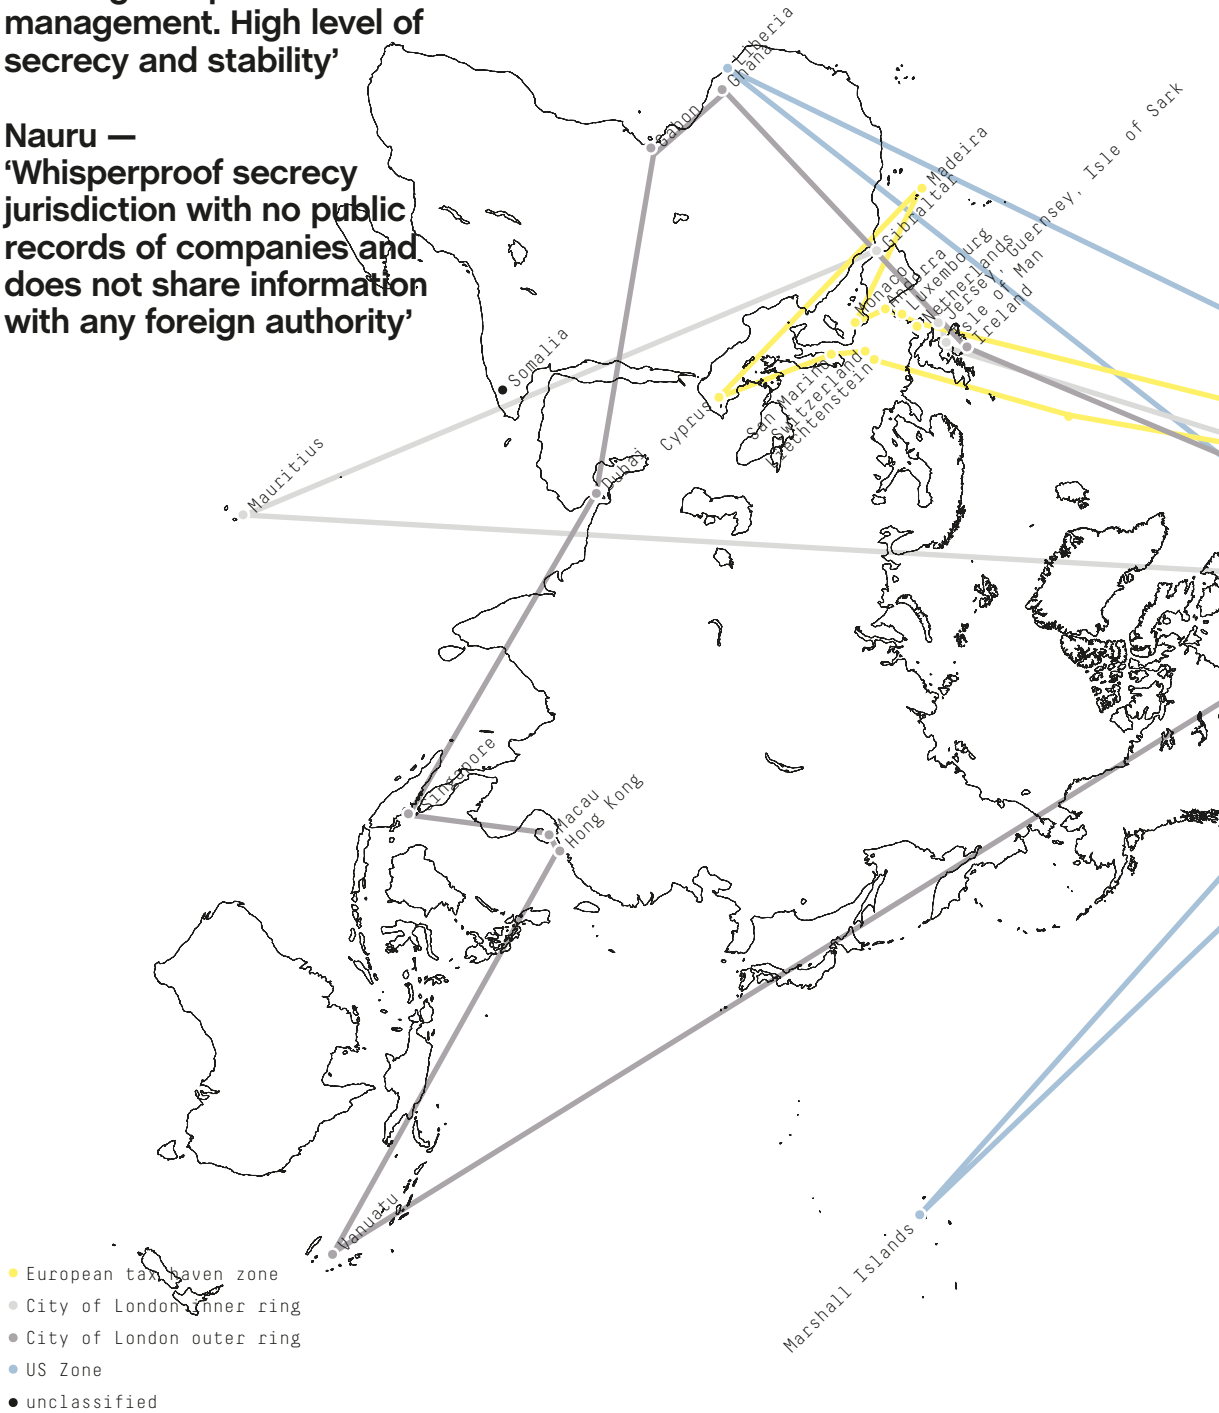 management. High level of
secrecy and stability’
Nauru —
‘Whisperproof secrecy
jurisdiction with no public
records of companies and
does not share information
with any foreign authority’
Liberia
Ghana
Gabon
Madeira
Gibraltar
Monaco
Andorra
Luxembourg
Netherlands
Jersey, Guernsey, Isle of Sark
Isle of Man
Ireland
Somalia
Mauritius
Dubai
Cyprus
San Marino
Switzerland
Liechtenstein
Singapore
Macau
Hong Kong
Vanuatu
Marshall Islands
European tax haven zone
City of London inner ring
City of London outer ring
US Zone
unclassified